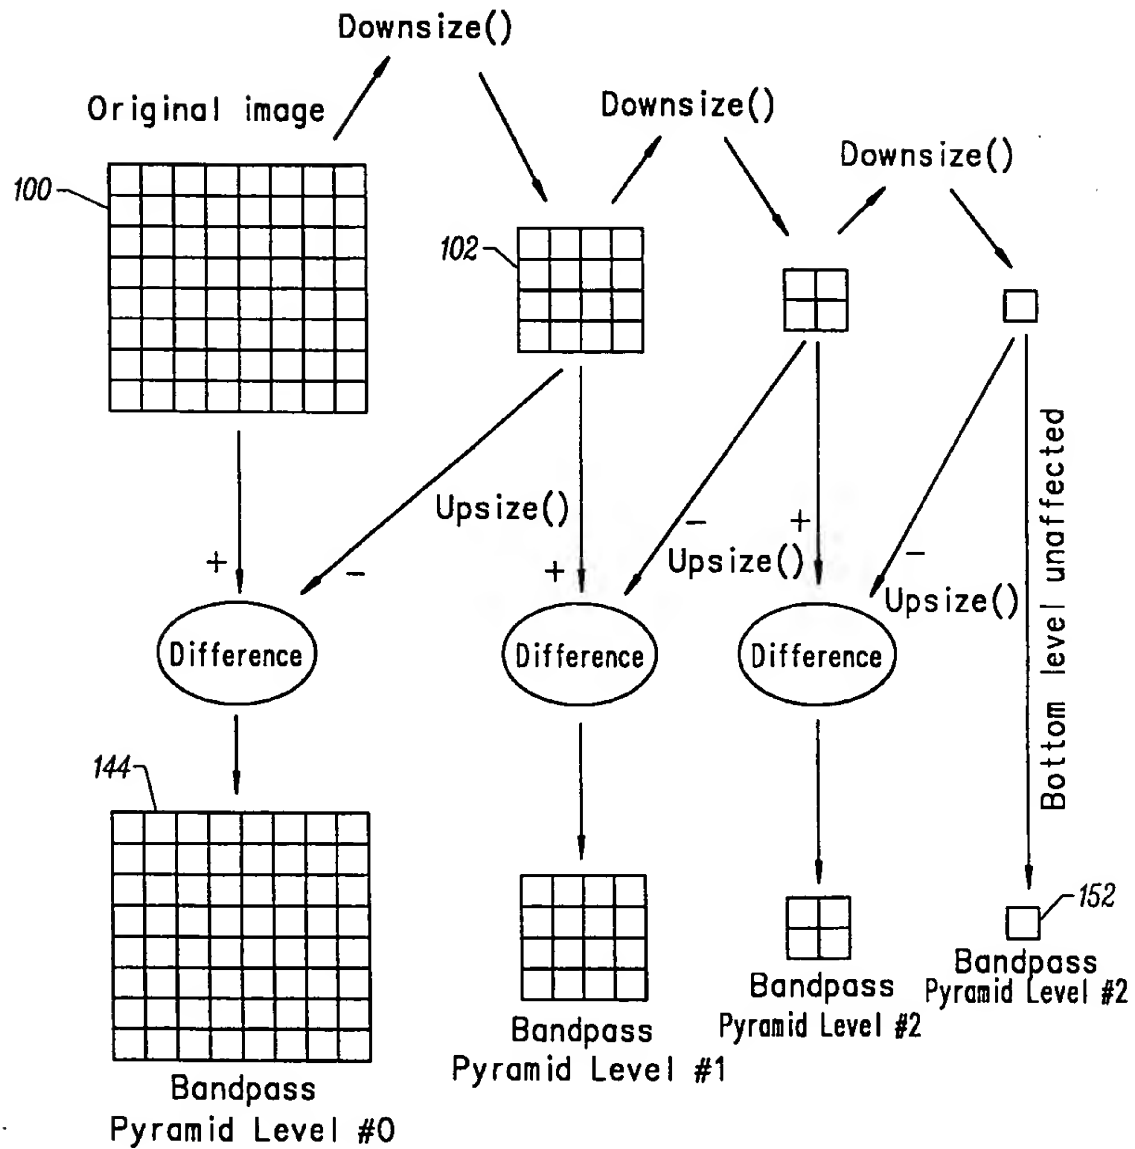 Downsize()
Original image
Downsize()
Downsize()
100
102
Upsize()
+
-
+
-
Upsize()
+
-
Upsize()
Bottom level unaffected
Difference
Difference
Difference
144
152
Bandpass
Pyramid Level #0
Bandpass
Pyramid Level #1
Bandpass
Pyramid Level #2
Bandpass
Pyramid Level #2